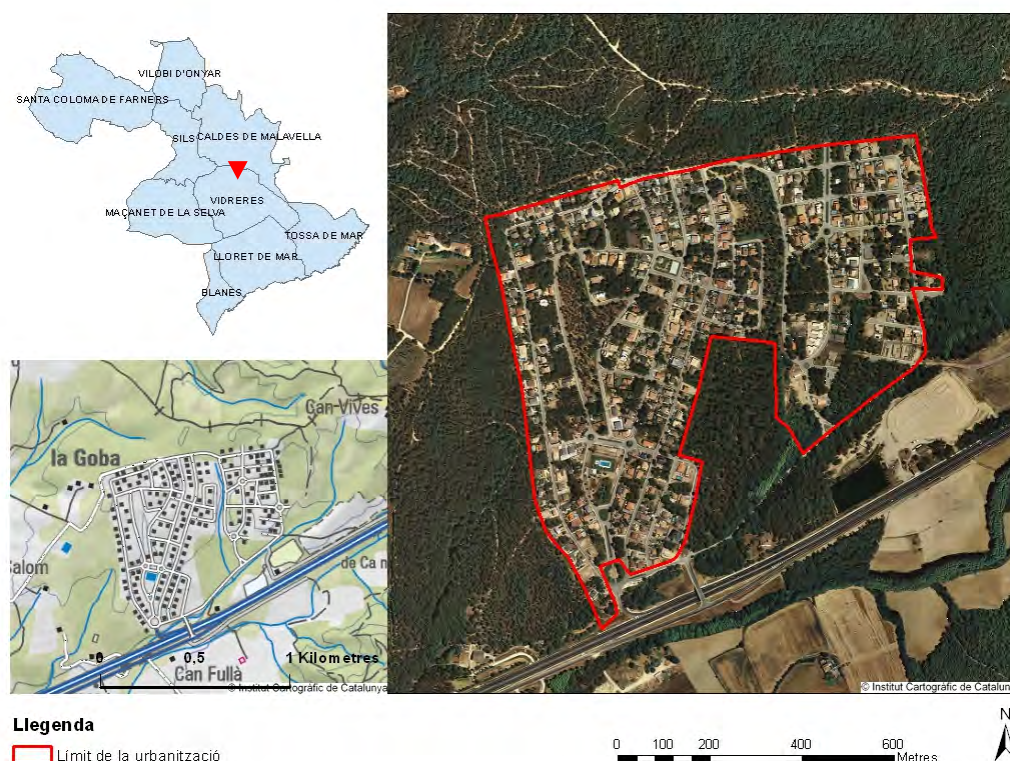 VILOBI D'ONYAR
SANTA COLOMA DE FARNERS
SILS
CALDES DE MALAVELLA
VIDRERES
MAÇANET DE LA SELVA
TOSSA DE MAR
LLORET DE MAR
BLANES
Can Vives
la Goba
Salom
de Ca n
0 0,5 1 Kilometres
Can Fullà
© Institut Cartogràfic de Catalunya
© Institut Cartogràfic de Catalun
Llegenda
Límit de la urbanització
0 100 200 400 600
Metres
N